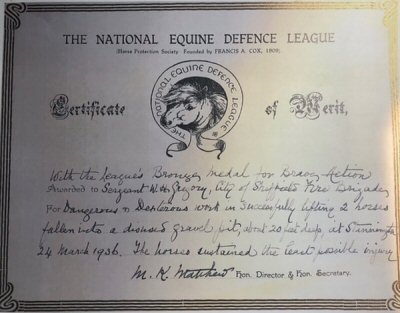 THE NATIONAL EQUINE DEFENCE LEAGUE
(Horse Protection Society Founded by FRANCIS A. COX, 1909)
THE NATIONAL EQUINE DEFENCE LEAGUE
Certificate of Merit,
With the league's Bronze Medal for Brave Action
Awarded to Sergeant W. H. Gregory, City of Sheffield Fire Brigade
For Dangerous & Dexterous work in successfully lifting 2 horses
fallen into a disused gravel pit, about 20 feet deep, at
24 March 1936. The horses sustained the least possible injury
M. K. Matthew Hon. Director & Hon. Secretary.